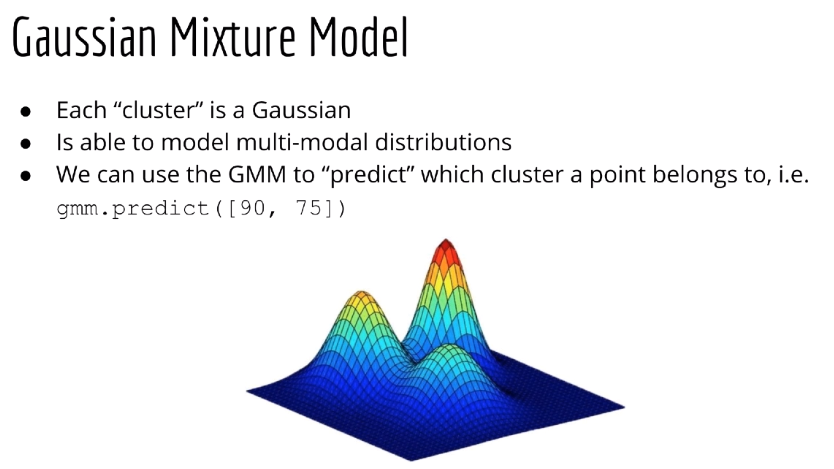 Gaussian Mixture Model
● Each “cluster” is a Gaussian
● Is able to model multi-modal distributions
● We can use the GMM to “predict” which cluster a point belongs to, i.e.
gmm.predict([90, 75])